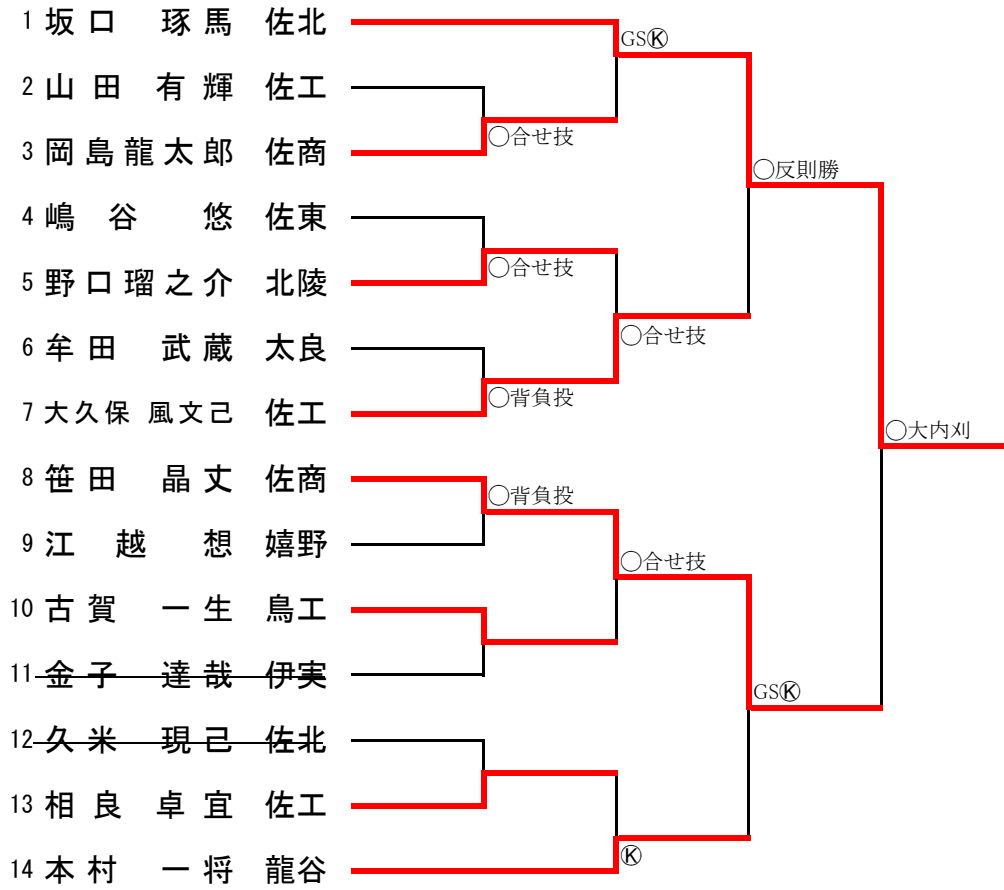 1 坂口 琢馬 佐北
GSⓀ
2 山田 有輝 佐工
○合せ技
3 岡島龍太郎 佐商
○反則勝
4 嶋谷 悠 佐東
○合せ技
5 野口瑠之介 北陵
○合せ技
6 牟田 武蔵 太良
○背負投
7 大久保 風文己 佐工
○大内刈
8 笹田 晶丈 佐商
○背負投
9 江越 想 嬉野
○合せ技
10 古賀 一生 鳥工
11 金子 達哉 伊実
GSⓀ
12 久米 現己 佐北
13 相良 卓宜 佐工
Ⓚ
14 本村 一将 龍谷